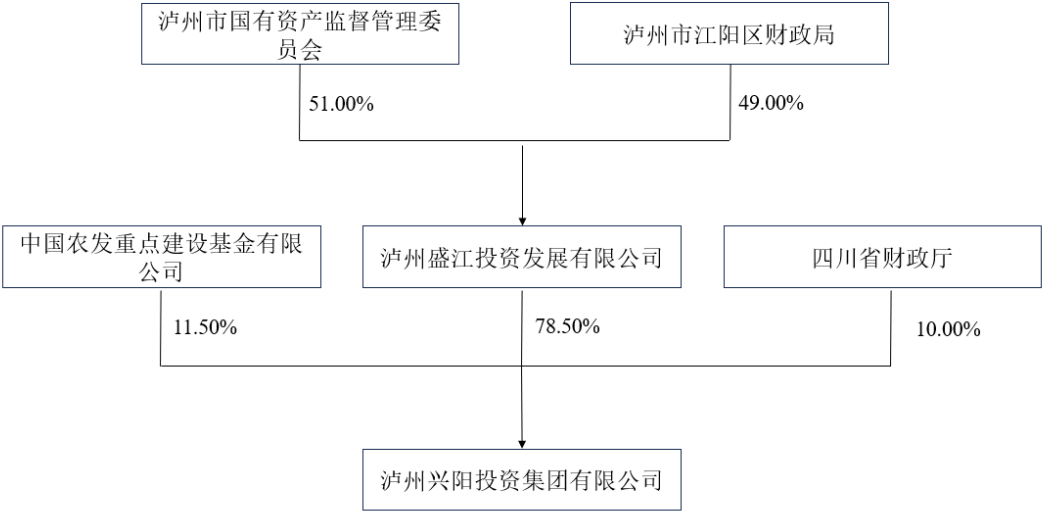 泸州市国有资产监督管理委
员会
泸州市江阳区财政局
51.00%
49.00%
中国农发重点建设基金有限
公司
泸州盛江投资发展有限公司
四川省财政厅
11.50%
78.50%
10.00%
泸州兴阳投资集团有限公司